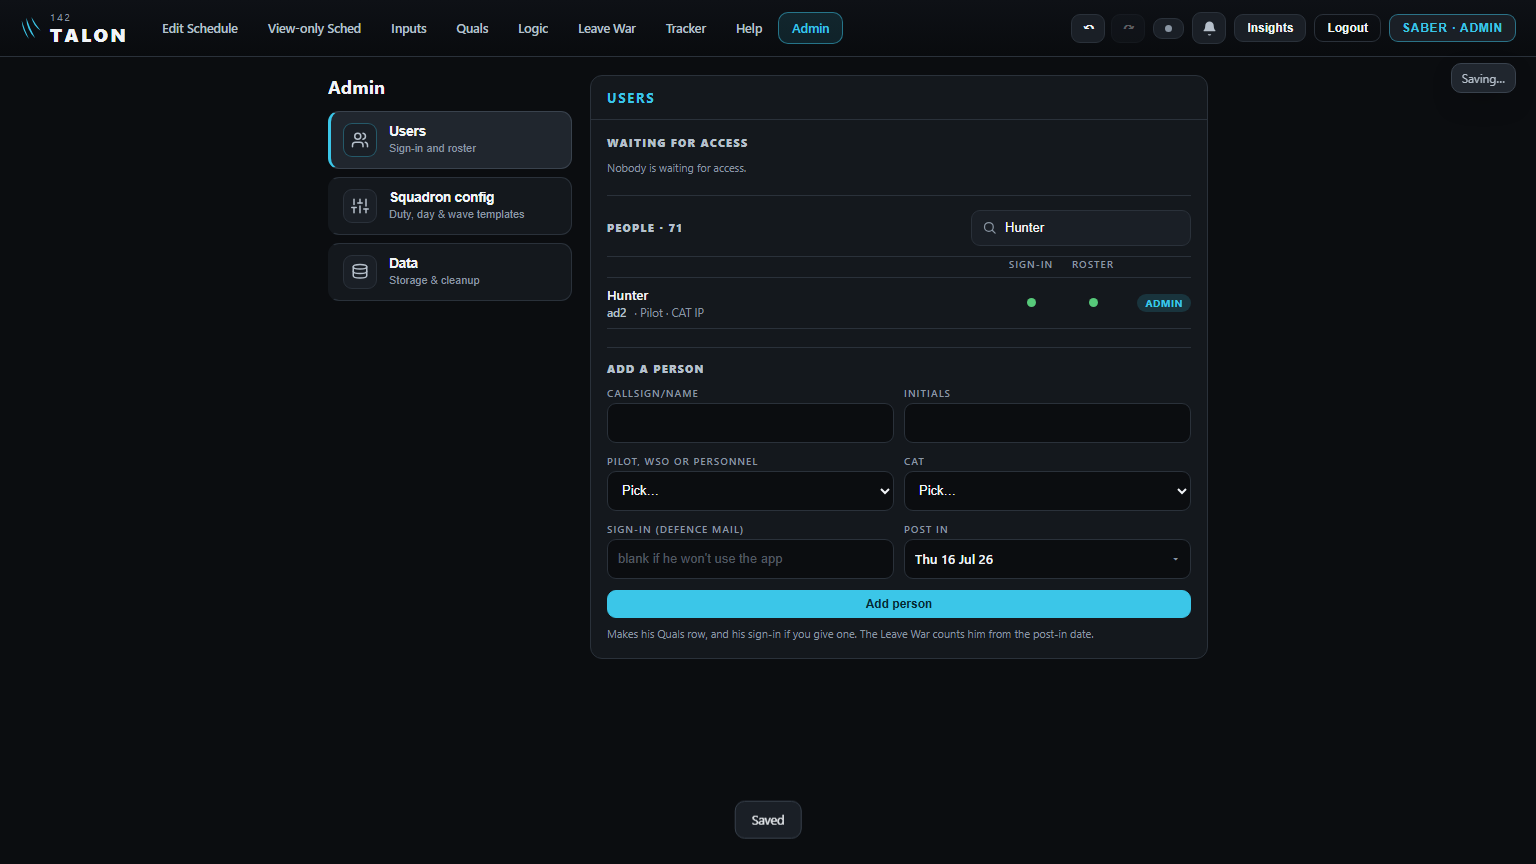 142
TALON
Edit Schedule
View-only Sched
Inputs
Quals
Logic
Leave War
Tracker
Help
Admin
Insights
Logout
SABER · ADMIN
Saving...
Admin
Users
Sign-in and roster
Squadron config
Duty, day & wave templates
Data
Storage & cleanup
USERS
WAITING FOR ACCESS
Nobody is waiting for access.
PEOPLE · 71
Hunter
SIGN-IN
ROSTER
Hunter
ad2 · Pilot · CAT IP
ADMIN
ADD A PERSON
CALLSIGN/NAME
INITIALS
PILOT, WSO OR PERSONNEL
CAT
Pick...
Pick...
SIGN-IN (DEFENCE MAIL)
POST IN
blank if he won't use the app
Thu 16 Jul 26
Add person
Makes his Quals row, and his sign-in if you give one. The Leave War counts him from the post-in date.
Saved